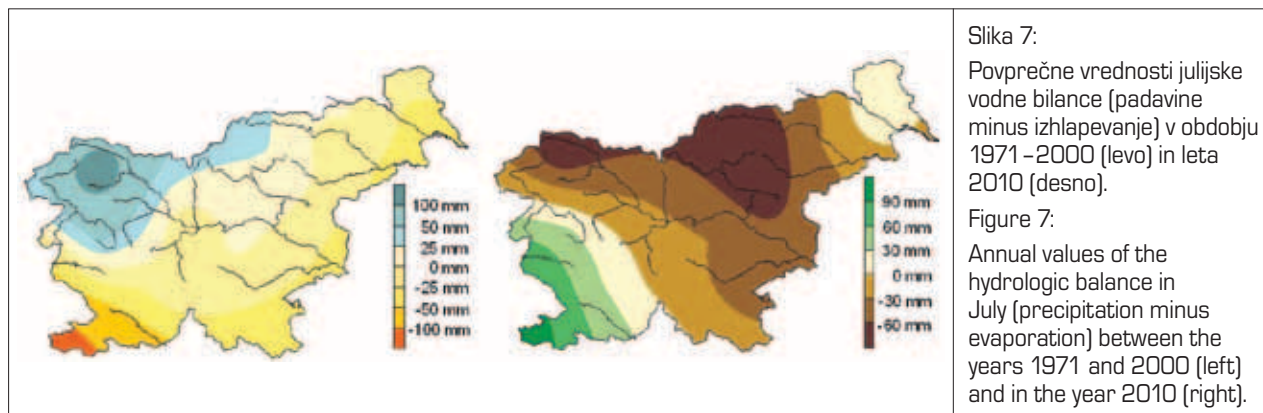 100 mm
50 mm
25 mm
0 mm
-25 mm
-50 mm
-100 mm
90 mm
60 mm
30 mm
0 mm
-30 mm
-60 mm
Slika 7:
Povprečne vrednosti julijske
vodne bilance (padavine
minus izhlapevanje) v obdobju
1971–2000 (levo) in leta
2010 (desno).
Figure 7:
Annual values of the
hydrologic balance in
July (precipitation minus
evaporation) between the
years 1971 and 2000 (left)
and in the year 2010 (right).